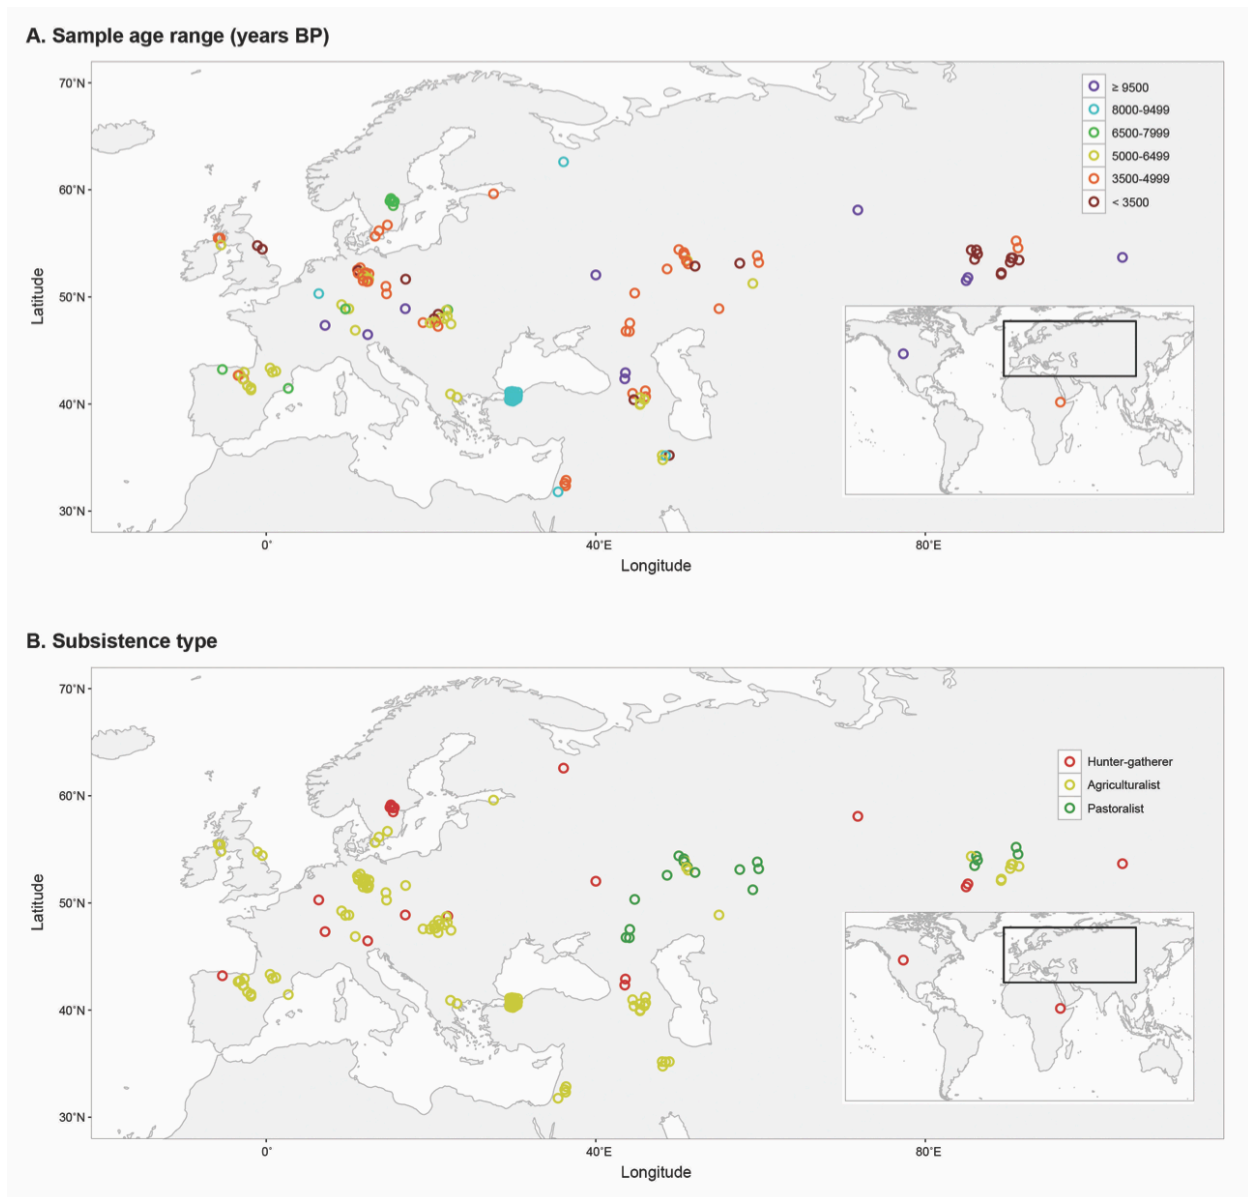 A. Sample age range (years BP)
70°N
60°N
50°N
40°N
30°N
Latitude
≥ 9500
8000-9499
6500-7999
5000-6499
3500-4999
< 3500
0°
40°E
80°E
Longitude
B. Subsistence type
70°N
60°N
50°N
40°N
30°N
Latitude
Hunter-gatherer
Agriculturalist
Pastoralist
0°
40°E
80°E
Longitude